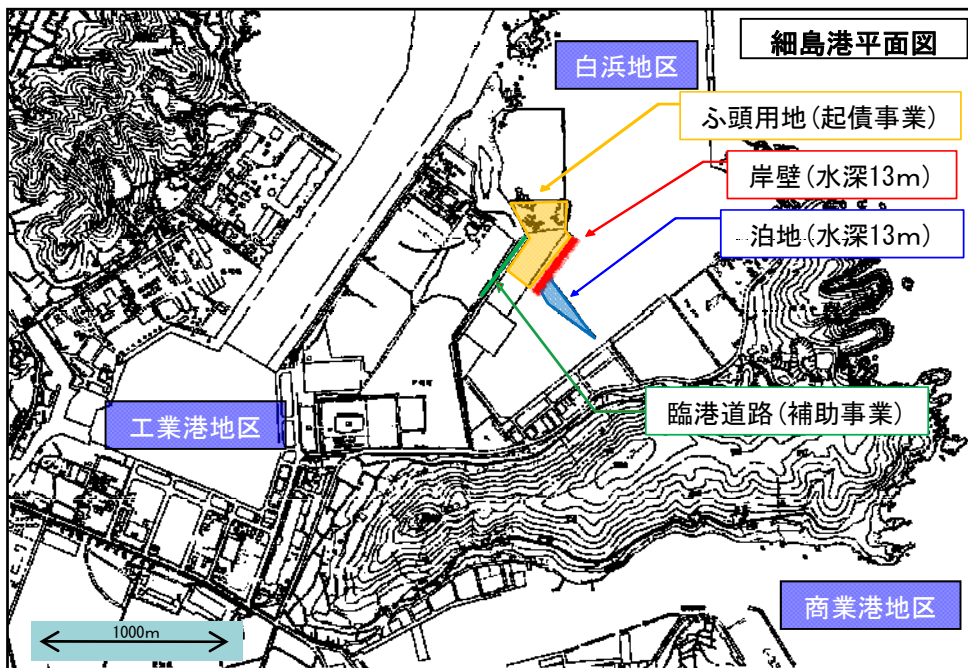 細島港平面図
白浜地区
ふ頭用地(起債事業)
岸壁(水深13m)
泊地(水深13m)
臨港道路(補助事業)
工業港地区
商業港地区
1000m